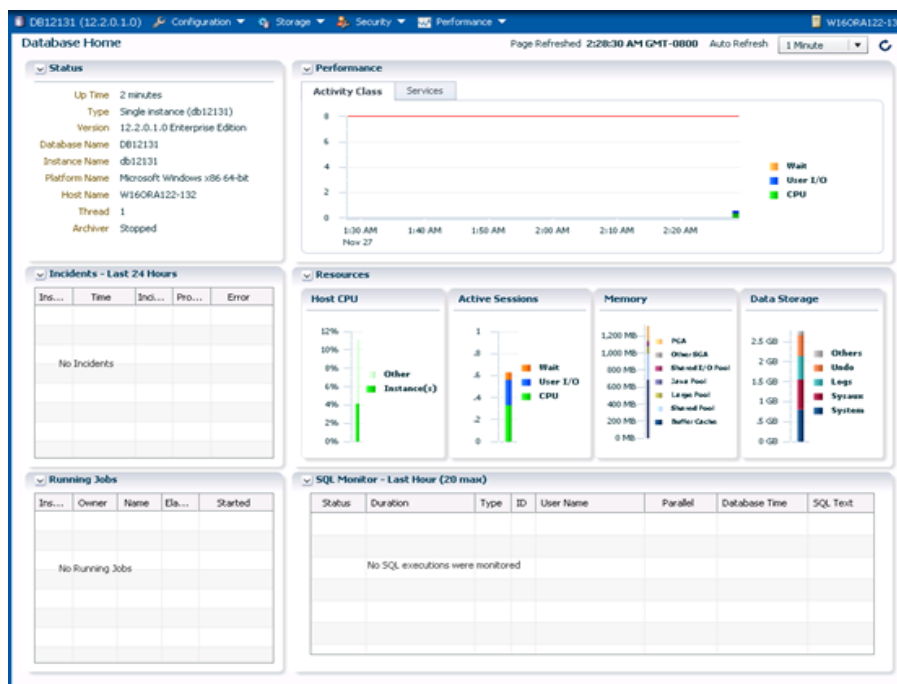 DB12131 (12.2.0.1.0) Configuration Storage Security Performance W16ORA122-13
Database Home
Page Refreshed 2:28:30 AM GMT-0800 Auto Refresh 1 Minute
Status
Up Time 2 minutes
Type Single instance (db12131)
Version 12.2.0.1.0 Enterprise Edition
Database Name DB12131
Instance Name db12131
Platform Name Microsoft Windows x86 64-bit
Host Name W16ORA122-132
Thread 1
Archiver Stopped
Performance
Activity Class Services
8
6
4
2
0
1:30 AM 1:40 AM 1:50 AM 2:00 AM 2:10 AM 2:20 AM
Nov 27
Wait
User I/O
CPU
Incidents - Last 24 Hours
Ins... Time Inci... Pro... Error
No Incidents
Resources
Host CPU
12%
10%
8%
6%
4%
2%
0%
Other
Instance(s)
Active Sessions
1
.8
.6
.4
.2
0
Wait
User I/O
CPU
Memory
1,200 MB
1,000 MB
800 MB
600 MB
400 MB
200 MB
0 MB
PGA
Other SGA
Shared I/O Pool
Java Pool
Large Pool
Shared Pool
Buffer Cache
Data Storage
2.5 GB
2 GB
1.5 GB
1 GB
.5 GB
0 GB
Others
Undo
Logs
Sysaux
System
Running Jobs
Ins... Owner Name Ela... Started
No Running Jobs
SQL Monitor - Last Hour (20 max)
Status Duration Type ID User Name Parallel Database Time SQL Text
No SQL executions were monitored